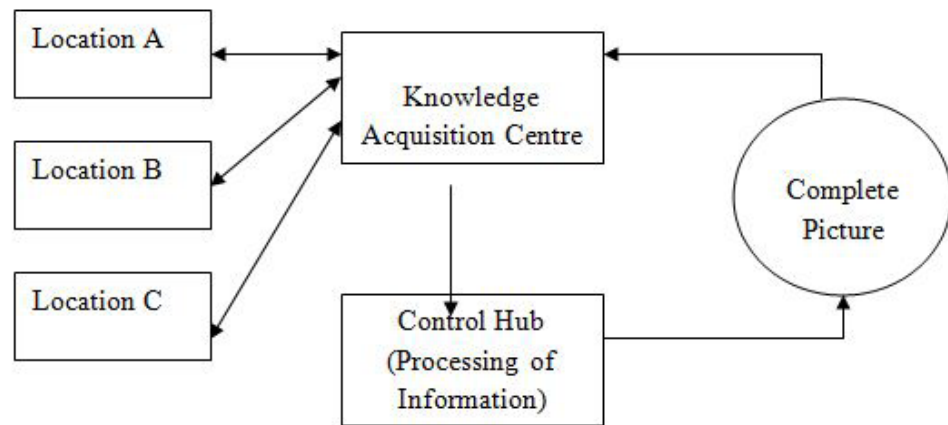 Location A
Location B
Location C
Knowledge
Acquisition Centre
Control Hub
(Processing of
Information)
Complete
Picture